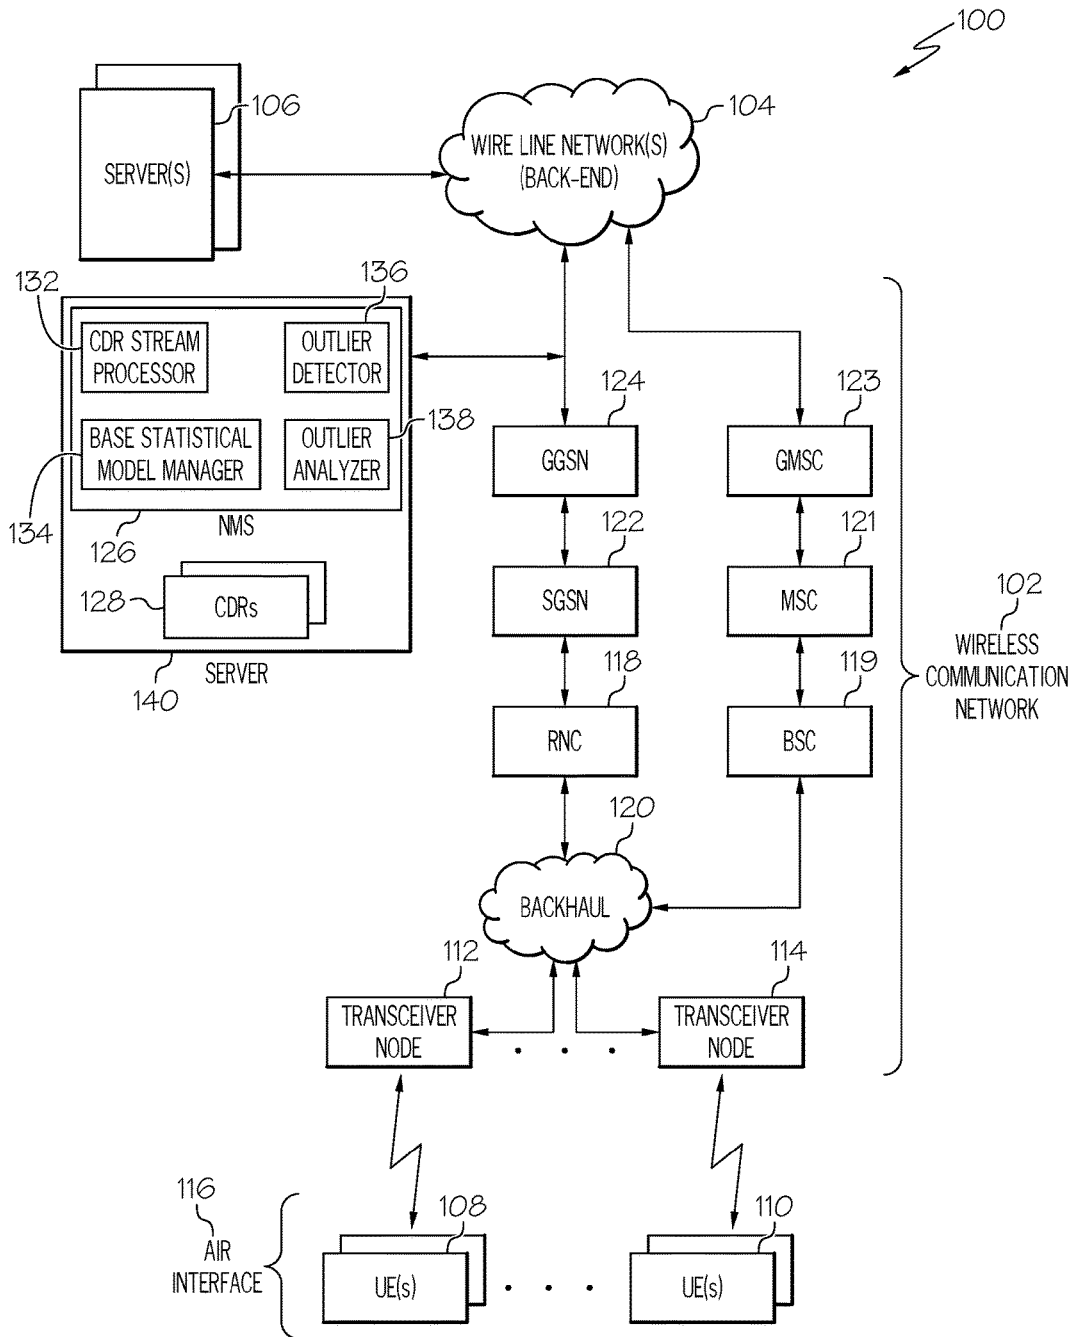 100
106
SERVER(S)
104
WIRE LINE NETWORK(S)
(BACK-END)
132
136
CDR STREAM
PROCESSOR
OUTLIER
DETECTOR
138
BASE STATISTICAL
MODEL MANAGER
OUTLIER
ANALYZER
134
126
NMS
128
CDRs
140
SERVER
124
GGSN
123
GMSC
122
SGSN
121
MSC
118
RNC
119
BSC
102
WIRELESS
COMMUNICATION
NETWORK
120
BACKHAUL
112
TRANSCEIVER
NODE
. . .
114
TRANSCEIVER
NODE
116
AIR
INTERFACE
108
UE(s)
. . .
110
UE(s)